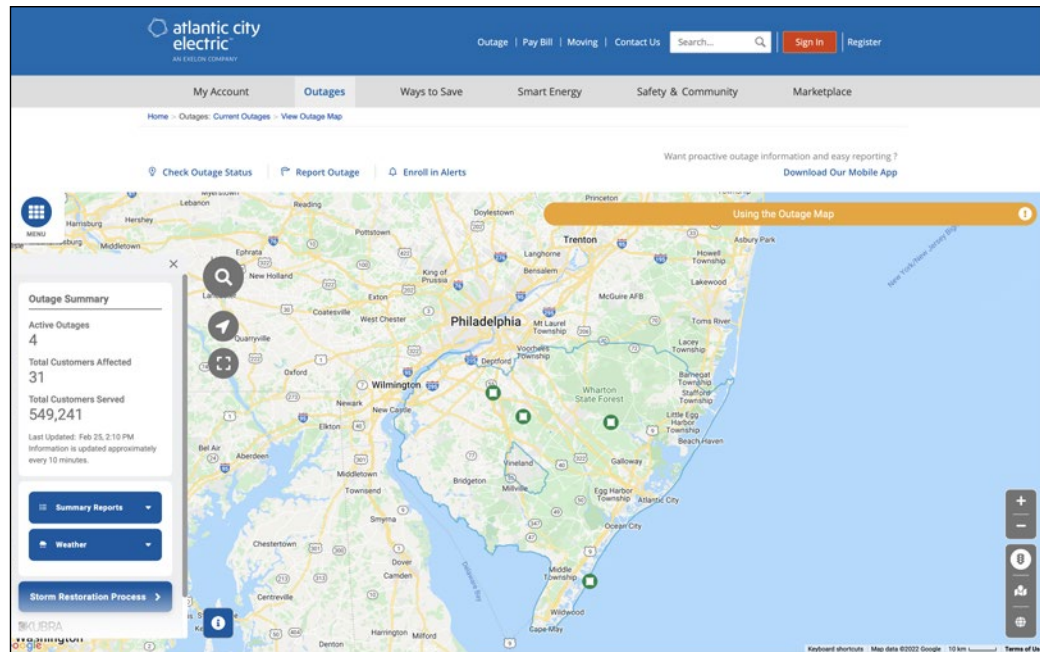 atlantic city
electric
AN EXELON COMPANY
Outage | Pay Bill | Moving | Contact Us Search... Sign In Register
My Account Outages Ways to Save Smart Energy Safety & Community Marketplace
Home > Outages: Current Outages > View Outage Map
Want proactive outage information and easy reporting ?
Check Outage Status Report Outage Enroll in Alerts Download Our Mobile App
MENU
Using the Outage Map
Outage Summary
Active Outages
4
Total Customers Affected
31
Total Customers Served
549,241
Last Updated: Feb 25, 2:10 PM
Information is updated approximately
every 10 minutes.
Summary Reports
Weather
Storm Restoration Process
KUBRA
Myerstown
Lebanon
Reading
Princeton
Doylestown
Harrisburg
Hershey
Pottstown
Trenton
Asbury Park
Middletown
Ephrata
Langhorne
Howell
Township
New Holland
King of
Prussia
Bensalem
Lakewood
Exton
McGuire AFB
Coatesville
West Chester
Philadelphia
Mt Laurel
Township
Toms River
Quarryville
Voorhees
Township
Lacey
Township
Deptford
Oxford
Wilmington
Barnegat
Township
Wharton
State Forest
Stafford
Township
Newark
New Castle
Little Egg
Harbor
Township
Elkton
Beach Haven
Bel Air
Aberdeen
Vineland
Galloway
Middletown
Bridgeton
Millville
Townsend
Egg Harbor
Township
Atlantic City
Smyrna
Ocean City
Chestertown
Dover
Middle
Township
Camden
Delaware Bay
Centreville
Wildwood
Harrington
Milford
Cape May
Denton
Washington
Keyboard shortcuts Map data ©2022 Google 10 km Terms of Us